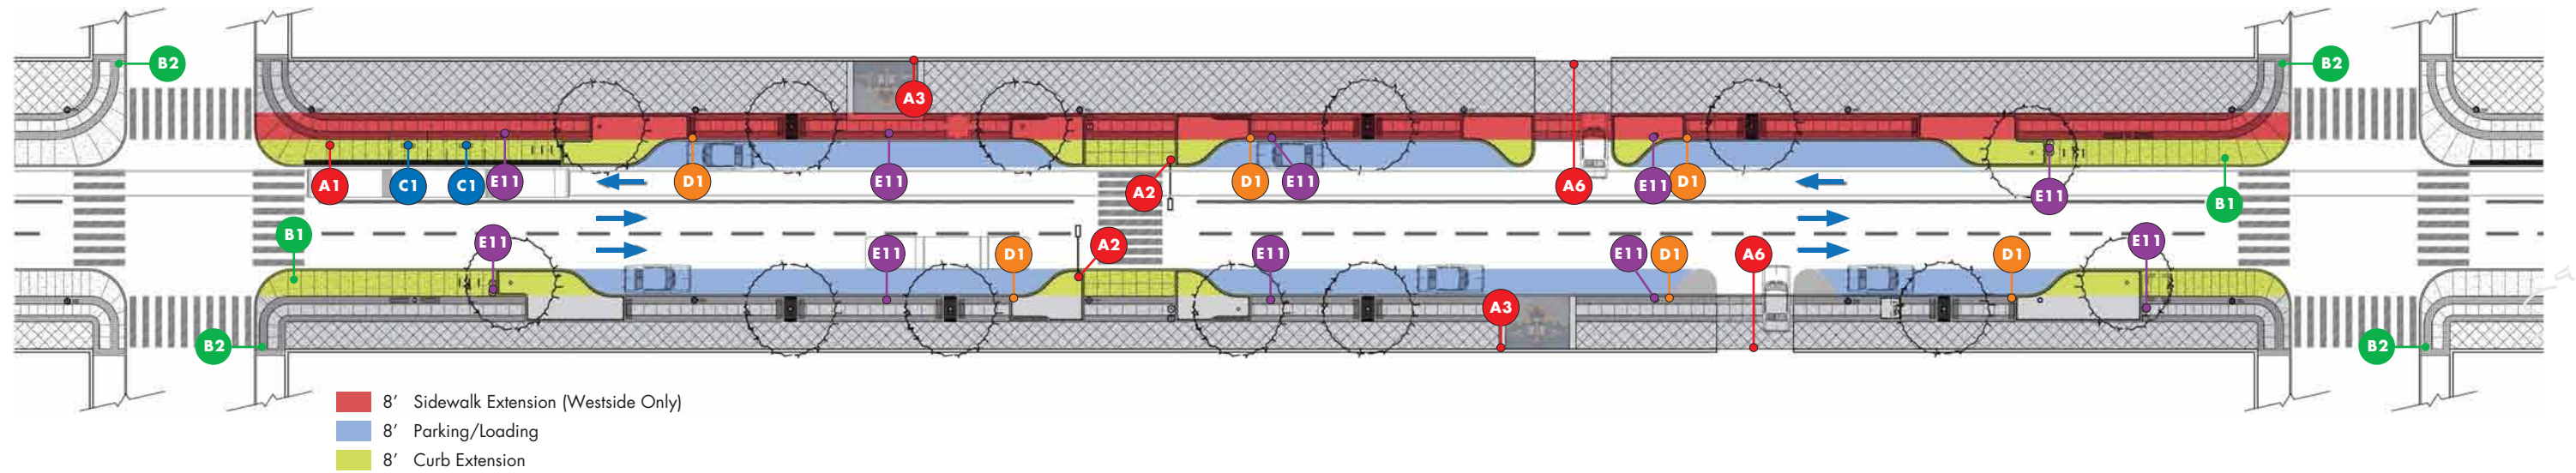 B2
B2
A3
A1
C1
C1
E11
D1
E11
A2
D1
E11
A6
E11
D1
E11
B1
B1
E11
E11
D1
A2
E11
E11
D1
A6
D1
E11
A3
B2
B2
8’ Sidewalk Extension (Westside Only)
8’ Parking/Loading
8’ Curb Extension